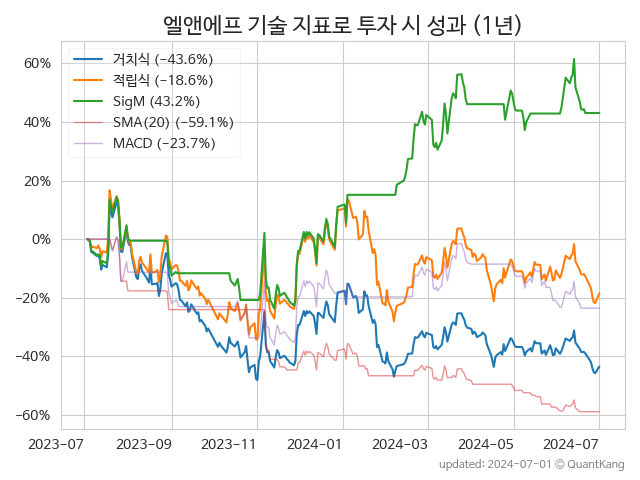 엘앤에프 기술 지표로 투자 시 성과 (1년)
거치식 (−43.6%)
적립식 (−18.6%)
SigM (43.2%)
SMA(20) (−59.1%)
MACD (−23.7%)
60%
40%
20%
0%
−20%
−40%
−60%
2023-07 2023-09 2023-11 2024-01 2024-03 2024-05 2024-07
updated: 2024-07-01 © QuantKang